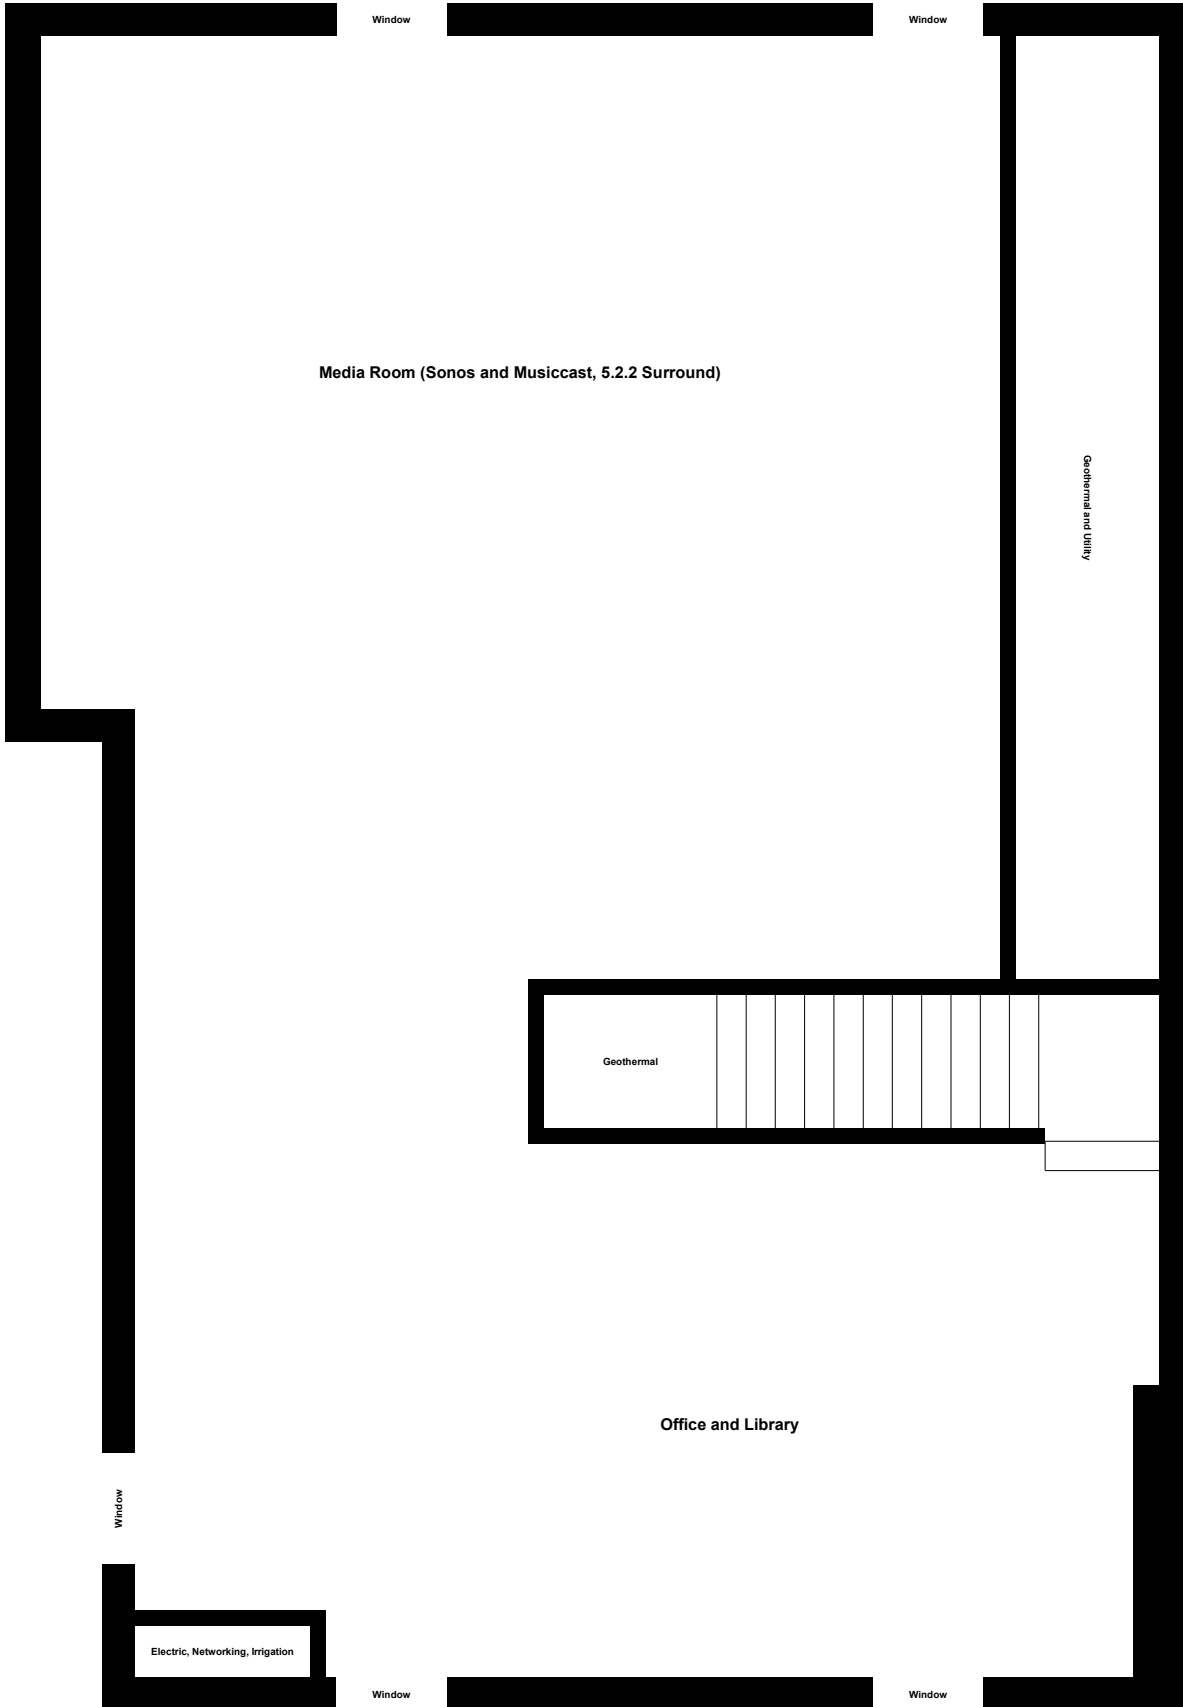 Window
Window
Media Room (Sonos and Musiccast, 5.2.2 Surround)
Geothermal and Utility
Geothermal
Office and Library
Window
Electric, Networking, Irrigation
Window
Window